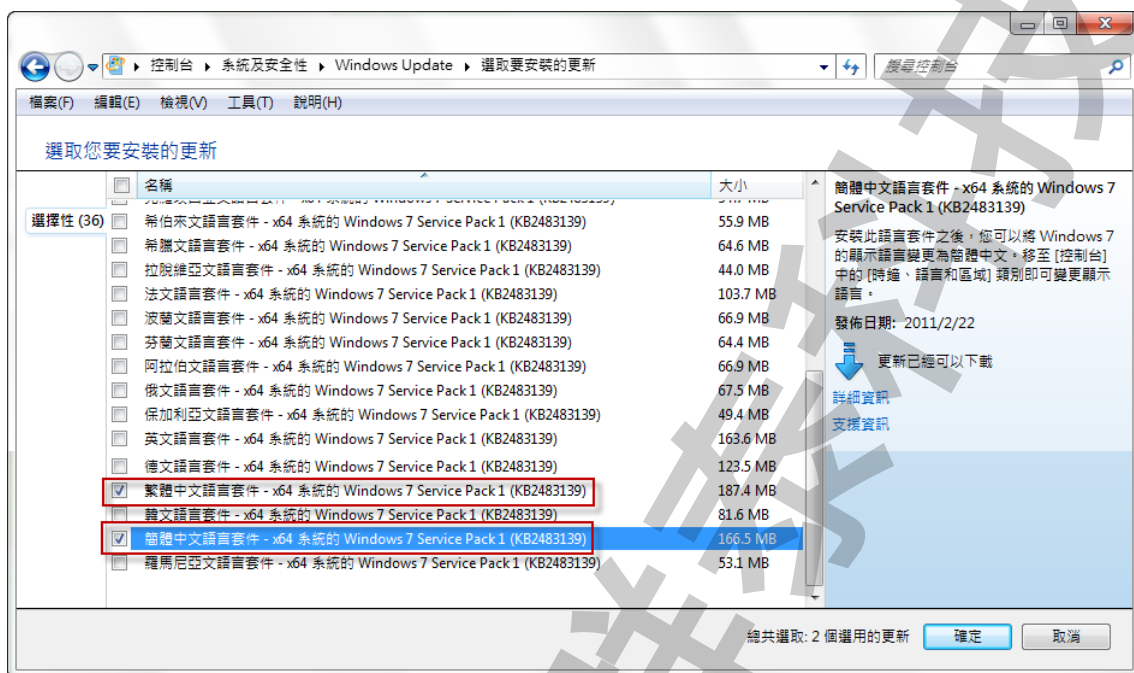 控制台 ▸ 系統及安全性 ▸ Windows Update ▸ 選取要安裝的更新
搜尋控制台
檔案(F) 編輯(E) 檢視(V) 工具(T) 說明(H)
選取您要安裝的更新
名稱 大小
選擇性 (36)
希伯來文語言套件 - x64 系統的 Windows 7 Service Pack 1 (KB2483139) 55.9 MB
希臘文語言套件 - x64 系統的 Windows 7 Service Pack 1 (KB2483139) 64.6 MB
拉脫維亞文語言套件 - x64 系統的 Windows 7 Service Pack 1 (KB2483139) 44.0 MB
法文語言套件 - x64 系統的 Windows 7 Service Pack 1 (KB2483139) 103.7 MB
波蘭文語言套件 - x64 系統的 Windows 7 Service Pack 1 (KB2483139) 66.9 MB
芬蘭文語言套件 - x64 系統的 Windows 7 Service Pack 1 (KB2483139) 64.4 MB
阿拉伯文語言套件 - x64 系統的 Windows 7 Service Pack 1 (KB2483139) 66.9 MB
俄文語言套件 - x64 系統的 Windows 7 Service Pack 1 (KB2483139) 67.5 MB
保加利亞文語言套件 - x64 系統的 Windows 7 Service Pack 1 (KB2483139) 49.4 MB
英文語言套件 - x64 系統的 Windows 7 Service Pack 1 (KB2483139) 163.6 MB
德文語言套件 - x64 系統的 Windows 7 Service Pack 1 (KB2483139) 123.5 MB
繁體中文語言套件 - x64 系統的 Windows 7 Service Pack 1 (KB2483139) 187.4 MB
韓文語言套件 - x64 系統的 Windows 7 Service Pack 1 (KB2483139) 81.6 MB
簡體中文語言套件 - x64 系統的 Windows 7 Service Pack 1 (KB2483139) 166.5 MB
羅馬尼亞文語言套件 - x64 系統的 Windows 7 Service Pack 1 (KB2483139) 53.1 MB
簡體中文語言套件 - x64 系統的 Windows 7
Service Pack 1 (KB2483139)
安裝此語言套件之後，您可以將 Windows 7
的顯示語言變更為簡體中文。移至 [控制台]
中的 [時鐘、語言和區域] 類別即可變更顯示
語言。
發佈日期: 2011/2/22
更新已經可以下載
詳細資訊
支援資訊
總共選取: 2 個選用的更新 確定 取消